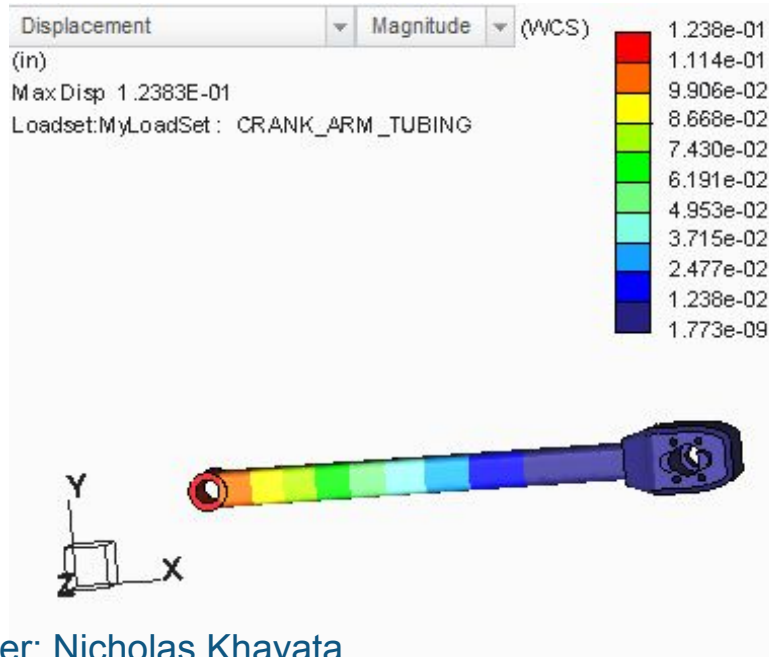 Displacement Magnitude (WCS)
(in)
Max Disp 1.2383E-01
Loadset:MyLoadSet : CRANK_ARM_TUBING
1.238e-01
1.114e-01
9.906e-02
8.668e-02
7.430e-02
6.191e-02
4.953e-02
3.715e-02
2.477e-02
1.238e-02
1.773e-09
Y
X
Z
er: Nicholas Khayata